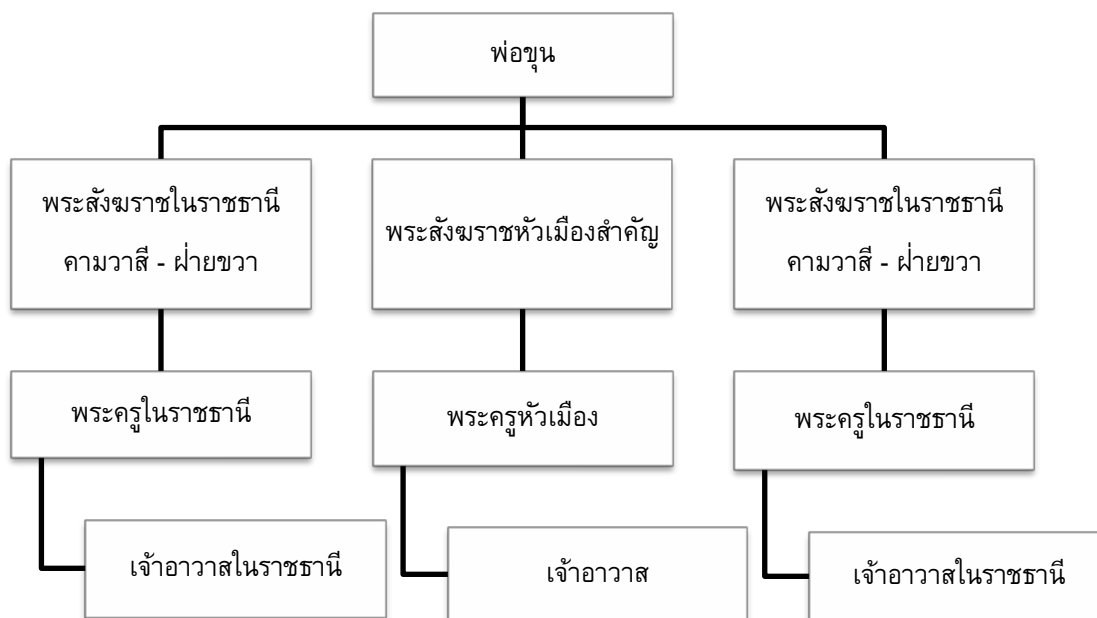 พ่อขุน
พระสังฆราชในราชธานี
คามวาสี - ฝ่ายขวา
พระสังฆราชหัวเมืองสำคัญ
พระสังฆราชในราชธานี
คามวาสี - ฝ่ายขวา
พระครูในราชธานี
พระครูหัวเมือง
พระครูในราชธานี
เจ้าอาวาสในราชธานี
เจ้าอาวาส
เจ้าอาวาสในราชธานี